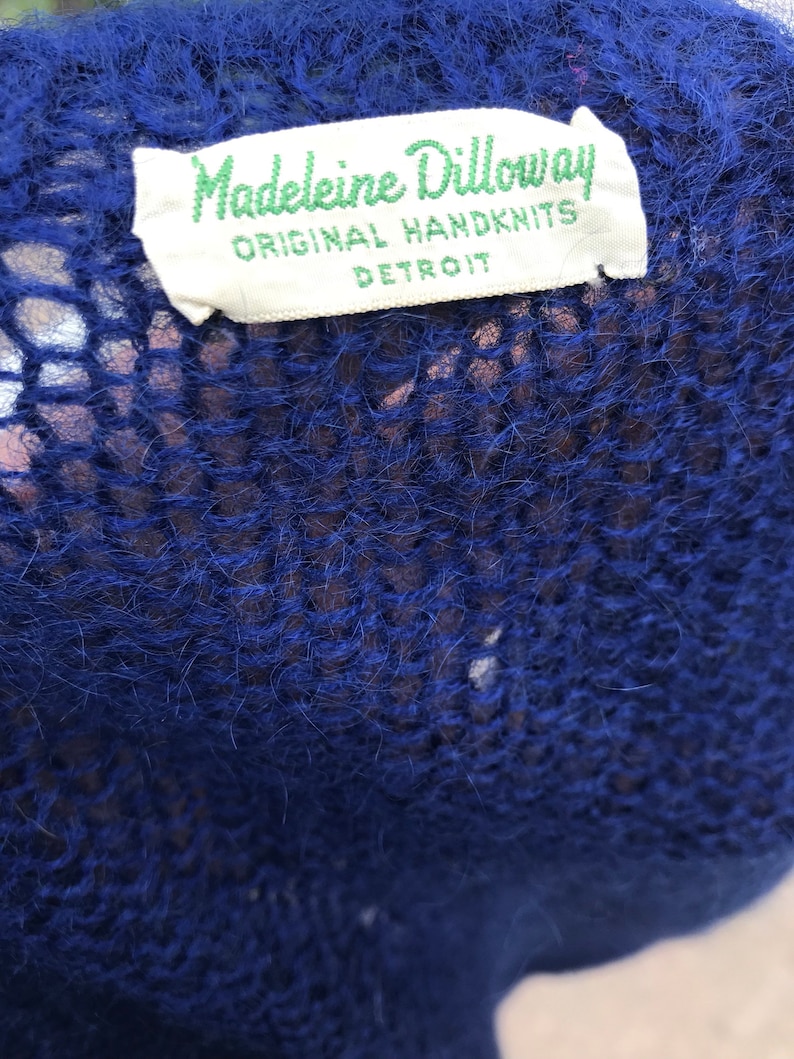 Madeleine Dilloway
ORIGINAL HANDKNITS
DETROIT